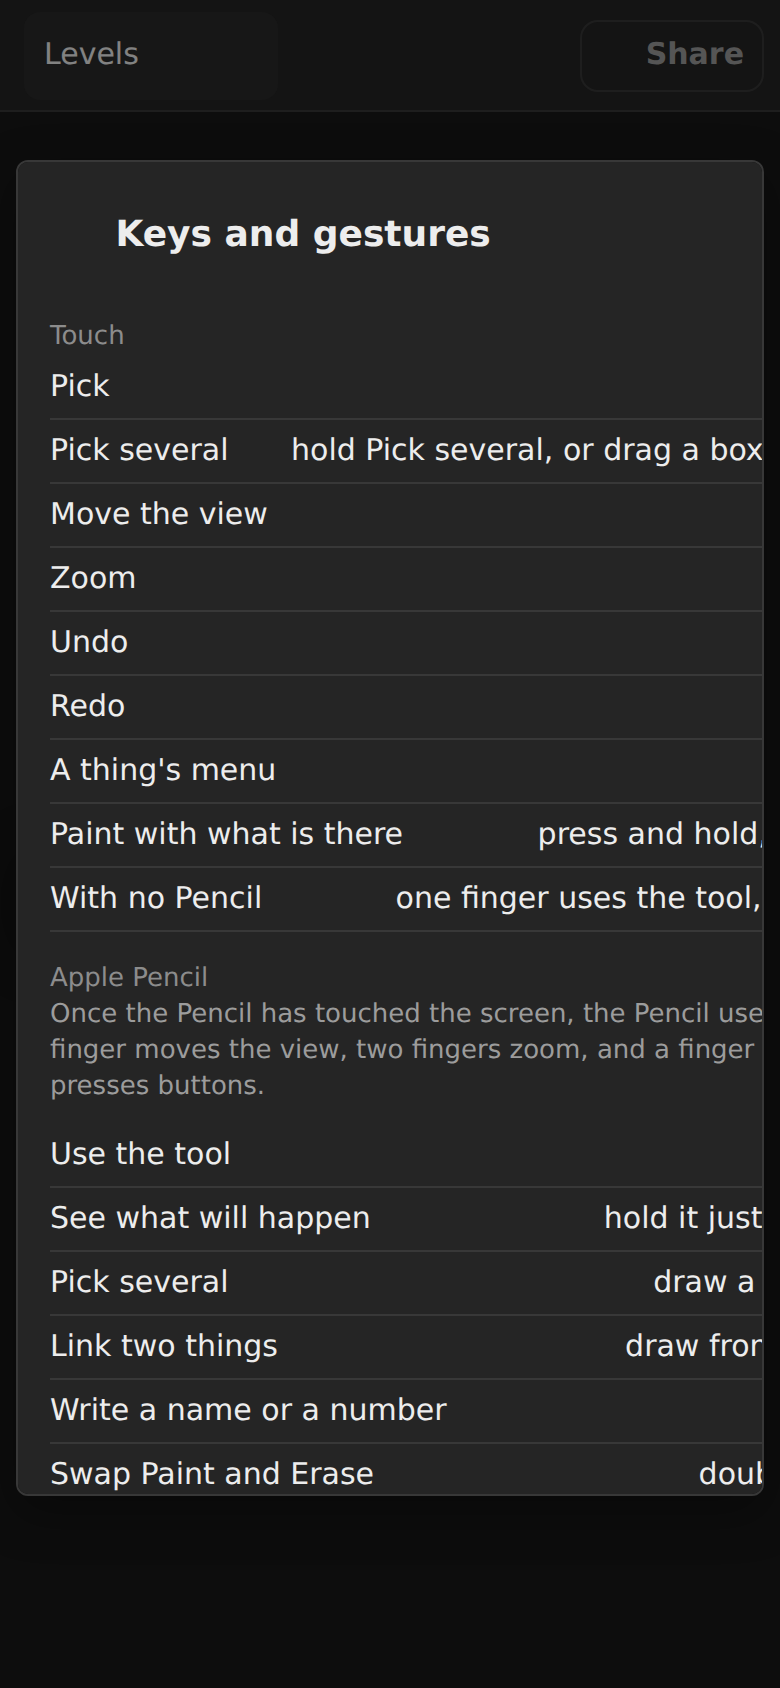 Levels
Share
Keys and gestures
Touch
Pick
Pick several hold Pick several, or drag a box
Move the view
Zoom
Undo
Redo
A thing's menu
Paint with what is there press and hold,
With no Pencil one finger uses the tool,
Apple Pencil
Once the Pencil has touched the screen, the Pencil use
finger moves the view, two fingers zoom, and a finger
presses buttons.
Use the tool
See what will happen hold it just
Pick several draw a
Link two things draw
Write a name or a number
Swap Paint and Erase